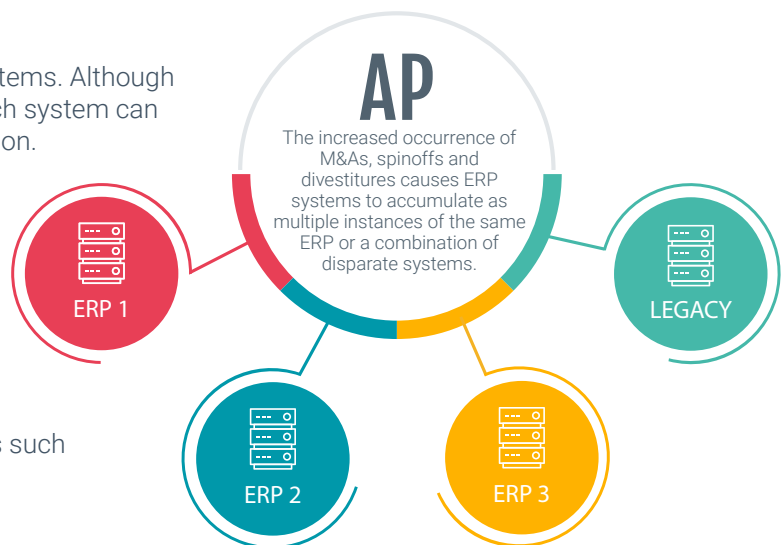 tems. Although
ch system can
on.
AP
The increased occurrence of
M&As, spinoffs and
divestitures causes ERP
systems to accumulate as
multiple instances of the same
ERP or a combination of
disparate systems.
ERP 1
LEGACY
s such
ERP 2
ERP 3